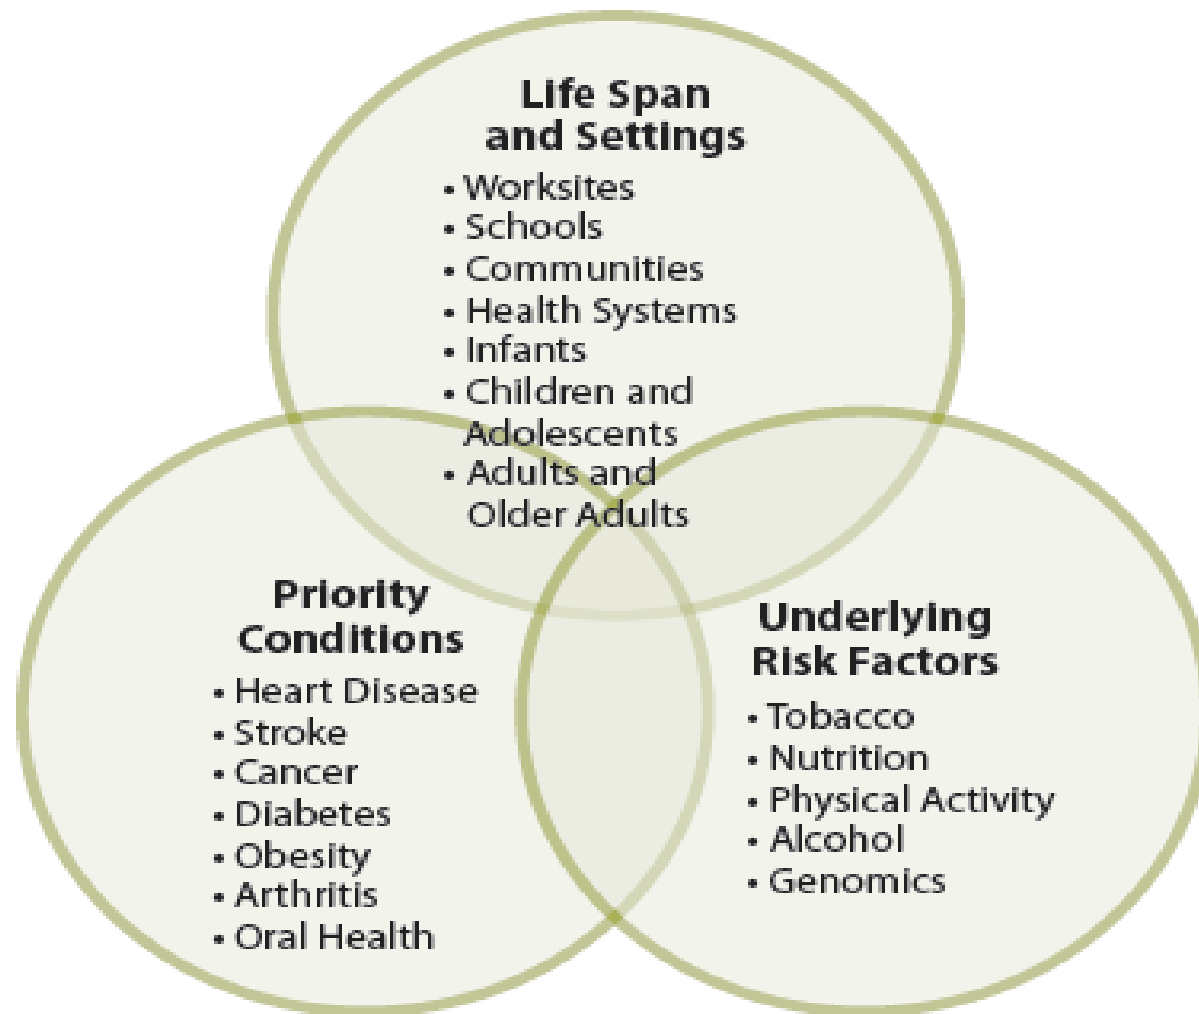 Life Span
and Settings
• Worksites
• Schools
• Communities
• Health Systems
• Infants
• Children and
Adolescents
• Adults and
Older Adults
Priority
Conditions
• Heart Disease
• Stroke
• Cancer
• Diabetes
• Obesity
• Arthritis
• Oral Health
Underlying
Risk Factors
• Tobacco
• Nutrition
• Physical Activity
• Alcohol
• Genomics